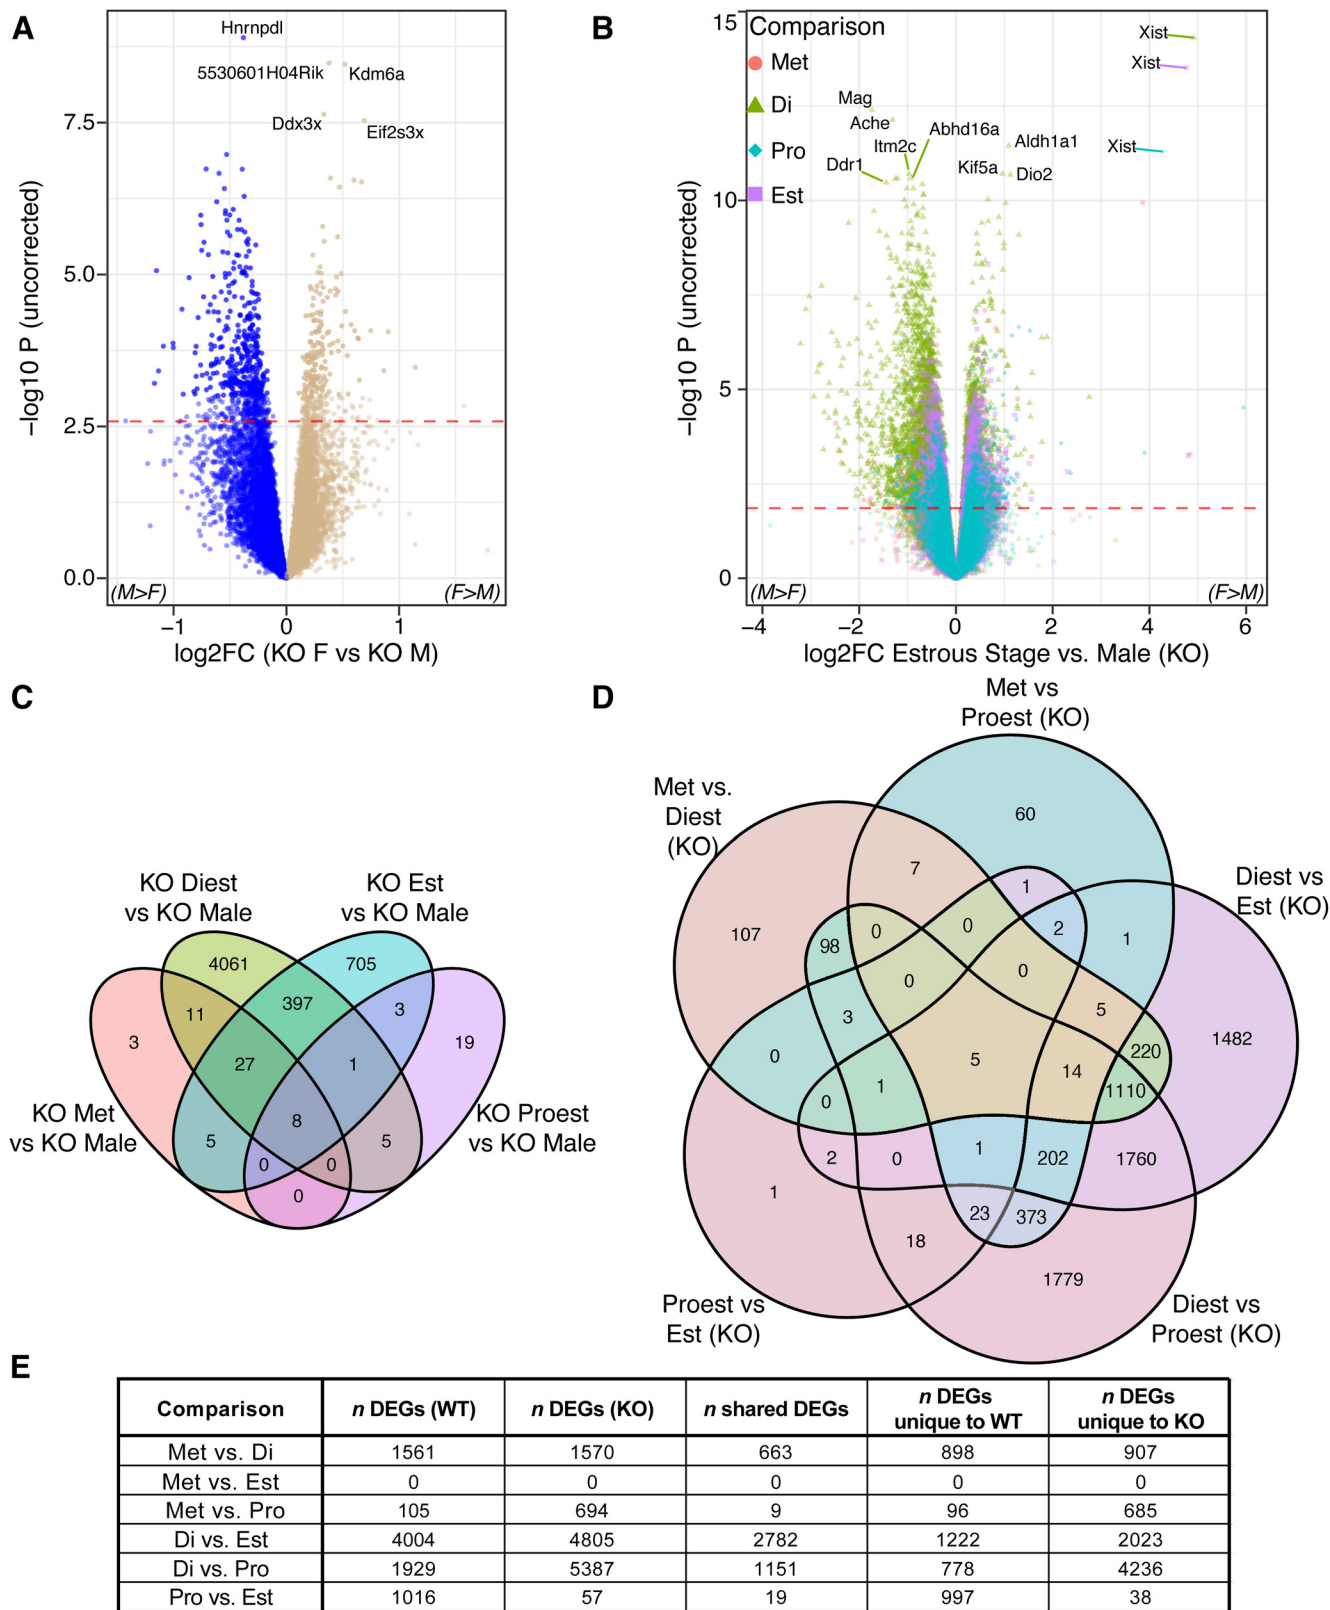 A
Hnrnpdl
5530601H04Rik
Kdm6a
Ddx3x
Eif2s3x
7.5
5.0
2.5
0.0
−log10 P (uncorrected)
(M>F)
(F>M)
−1
0
1
log2FC (KO F vs KO M)
B
Comparison
Met
Di
Pro
Est
Xist
Xist
Xist
Mag
Ache
Itm2c
Abhd16a
Ddr1
Aldh1a1
Kif5a
Dio2
15
10
5
0
−log10 P (uncorrected)
(M>F)
(F>M)
−4
−2
0
2
4
6
log2FC Estrous Stage vs. Male (KO)
C
KO Diest
vs KO Male
KO Est
vs KO Male
KO Met
vs KO Male
KO Proest
vs KO Male
4061
705
11
397
3
3
19
27
1
8
5
5
0
0
0
D
Met vs
Proest (KO)
Met vs.
Diest
(KO)
Diest vs
Est (KO)
Proest vs
Est (KO)
Diest vs
Proest (KO)
60
7
1
107
98
0
0
2
1
0
0
5
3
220
1482
0
5
14
1110
1
0
2
0
1
202
1760
1
23
373
18
1779
E
Comparison
n DEGs (WT)
n DEGs (KO)
n shared DEGs
n DEGs
unique to WT
n DEGs
unique to KO
Met vs. Di 1561 1570 663 898 907
Met vs. Est 0 0 0 0 0
Met vs. Pro 105 694 9 96 685
Di vs. Est 4004 4805 2782 1222 2023
Di vs. Pro 1929 5387 1151 778 4236
Pro vs. Est 1016 57 19 997 38